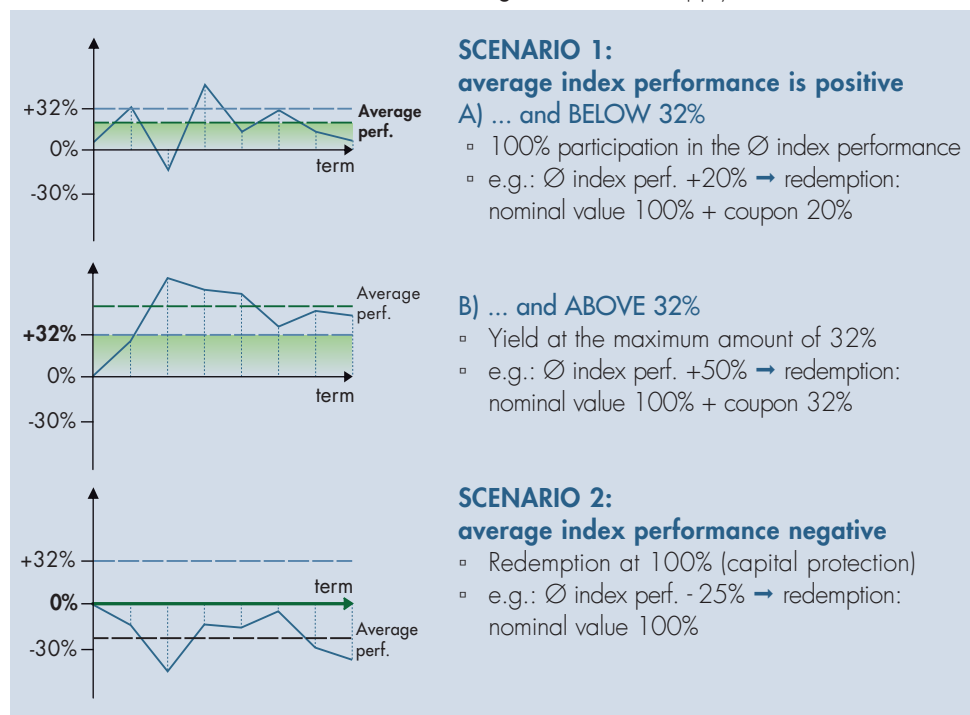 +32%
0%
-30%
Average
perf.
term
SCENARIO 1:
average index performance is positive
A) ... and BELOW 32%
▫ 100% participation in the Ø index performance
▫ e.g.: Ø index perf. +20% ➞ redemption:
nominal value 100% + coupon 20%
Average
perf.
+32%
0%
-30%
term
B) ... and ABOVE 32%
▫ Yield at the maximum amount of 32%
▫ e.g.: Ø index perf. +50% ➞ redemption:
nominal value 100% + coupon 32%
+32%
0%
-30%
term
Average
perf.
SCENARIO 2:
average index performance negative
▫ Redemption at 100% (capital protection)
▫ e.g.: Ø index perf. - 25% ➞ redemption:
nominal value 100%